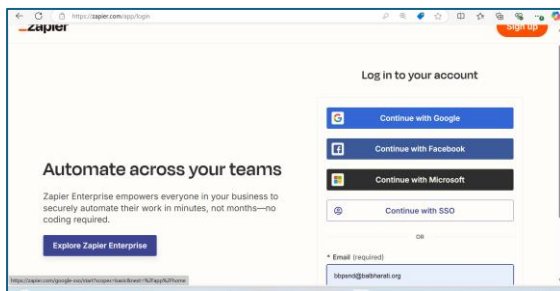 https://zapier.com/app/login
zapier
Sign up
Log in to your account
Continue with Google
Continue with Facebook
Continue with Microsoft
Continue with SSO
OR
* Email (required)
bbpsnd@balbharati.org
Automate across your teams
Zapier Enterprise empowers everyone in your business to
securely automate their work in minutes, not months—no
coding required.
Explore Zapier Enterprise